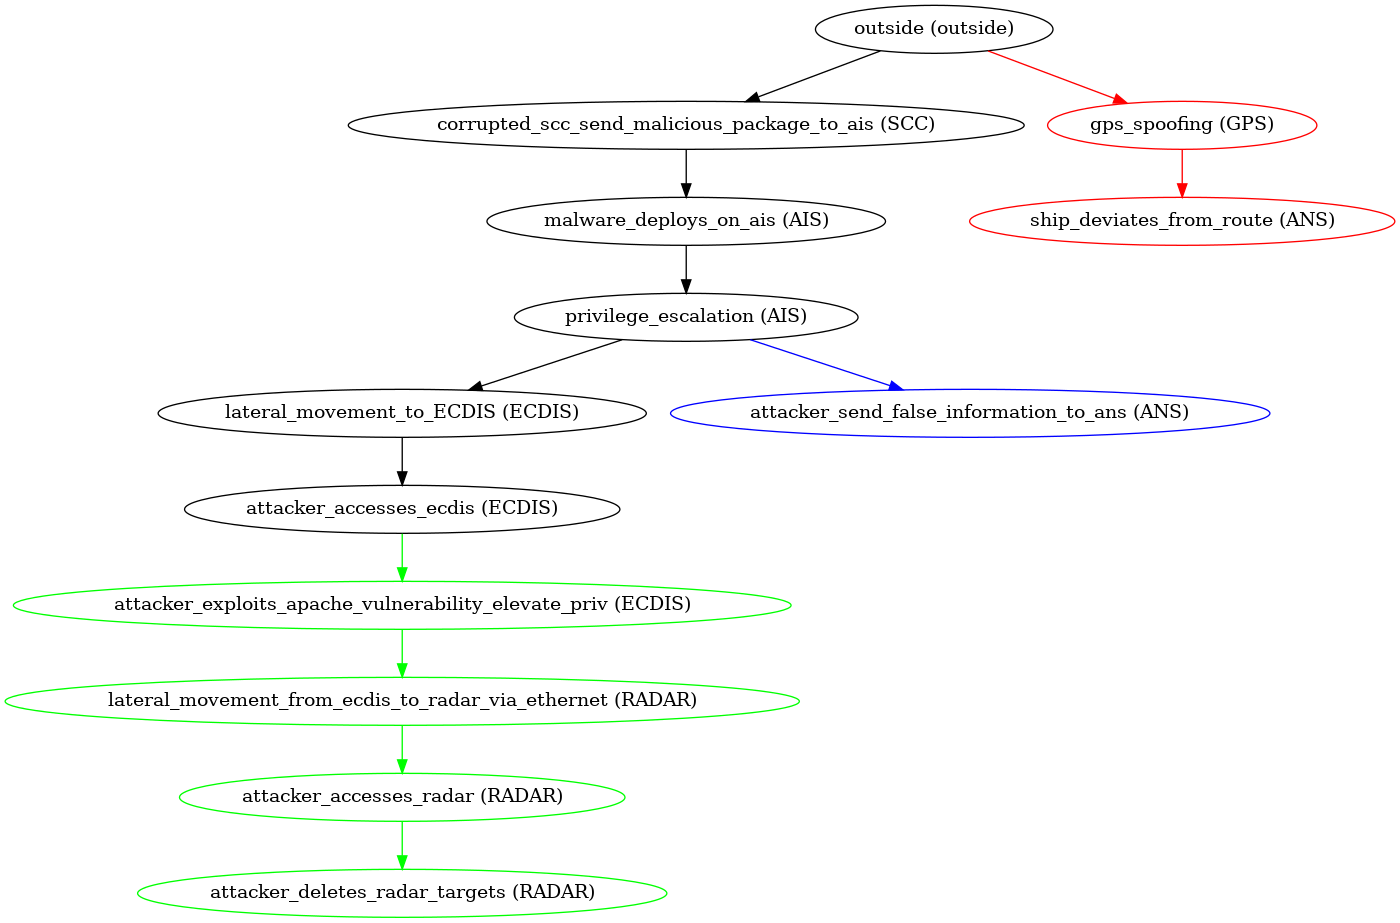 outside (outside)
corrupted_scc_send_malicious_package_to_ais (SCC)
gps_spoofing (GPS)
malware_deploys_on_ais (AIS)
ship_deviates_from_route (ANS)
privilege_escalation (AIS)
lateral_movement_to_ECDIS (ECDIS)
attacker_send_false_information_to_ans (ANS)
attacker_accesses_ecdis (ECDIS)
attacker_exploits_apache_vulnerability_elevate_priv (ECDIS)
lateral_movement_from_ecdis_to_radar_via_ethernet (RADAR)
attacker_accesses_radar (RADAR)
attacker_deletes_radar_targets (RADAR)